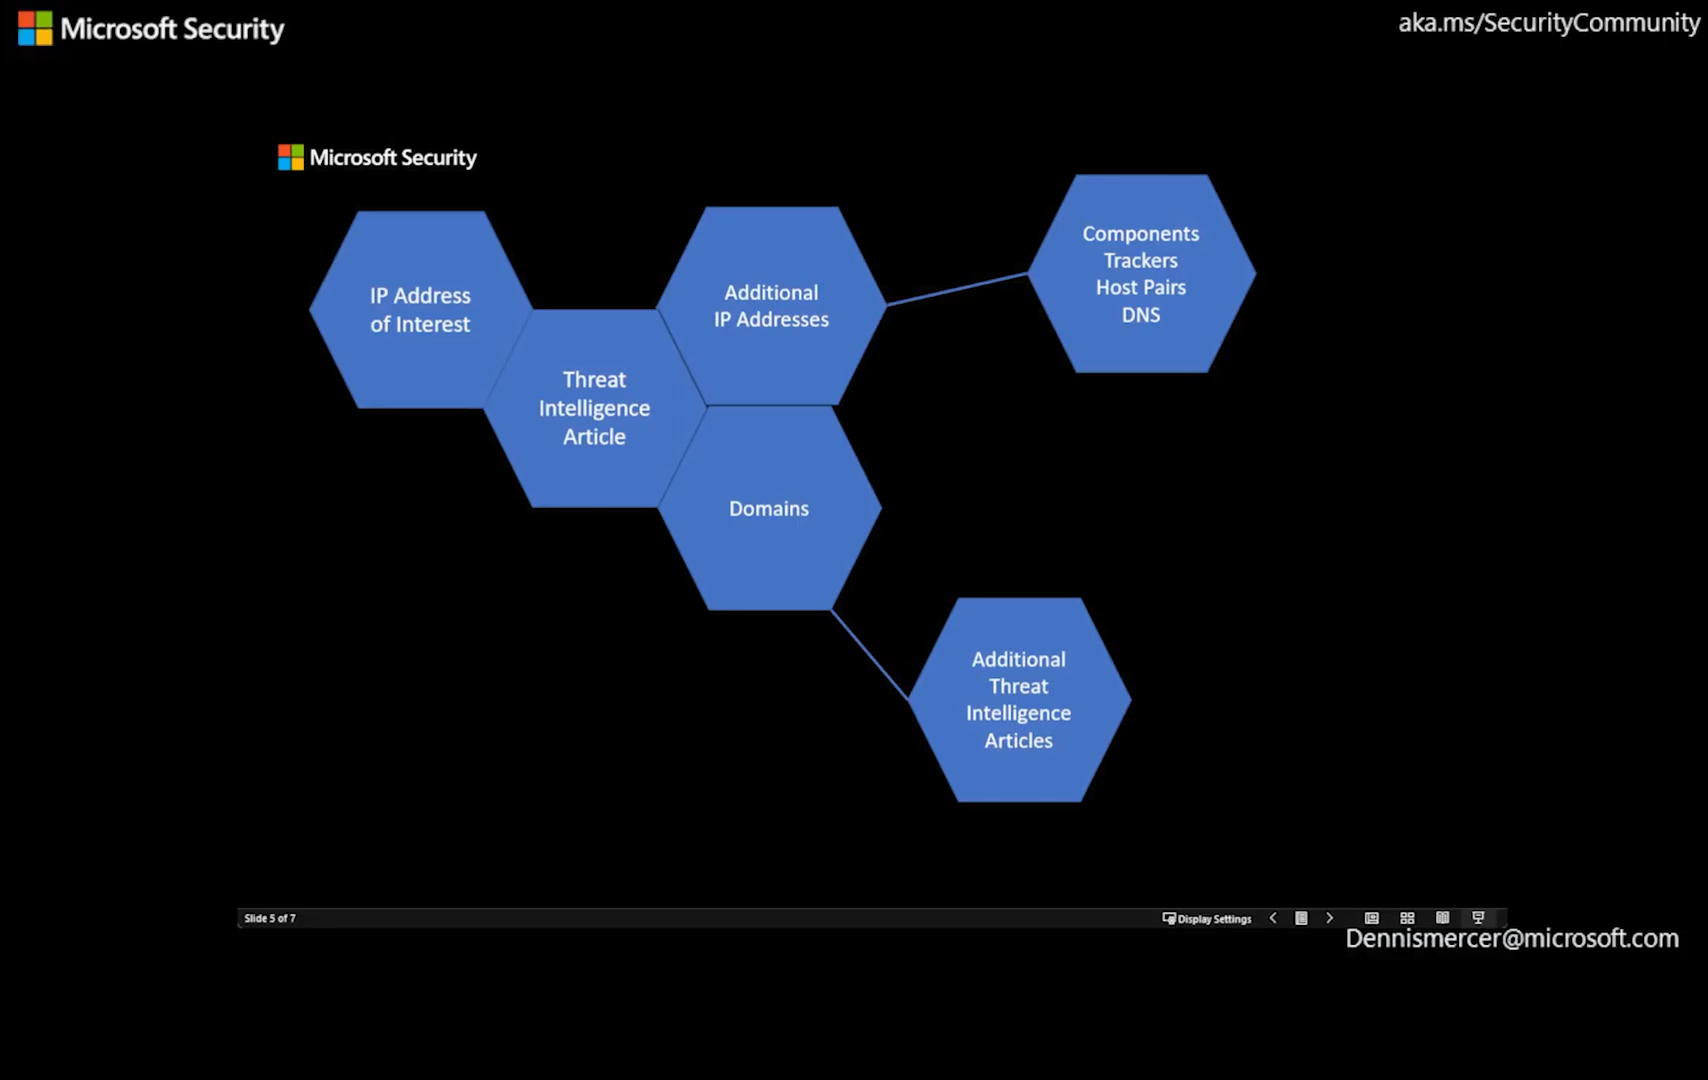 Microsoft Security
aka.ms/SecurityCommunity
Microsoft Security
IP Address
of Interest
Threat
Intelligence
Article
Additional
IP Addresses
Components
Trackers
Host Pairs
DNS
Domains
Additional
Threat
Intelligence
Articles
Slide 5 of 7
Display Settings
Dennismercer@microsoft.com